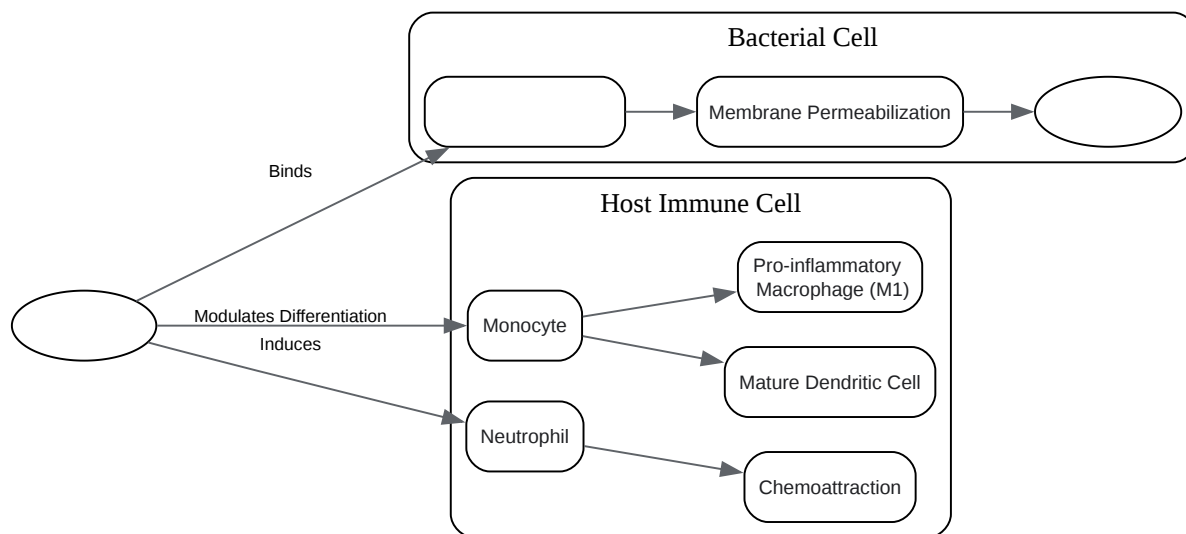 Bacterial Cell
Membrane Permeabilization
Binds
Host Immune Cell
Pro-inflammatory
Macrophage (M1)
Modulates Differentiation
Monocyte
Induces
Mature Dendritic Cell
Neutrophil
Chemoattraction